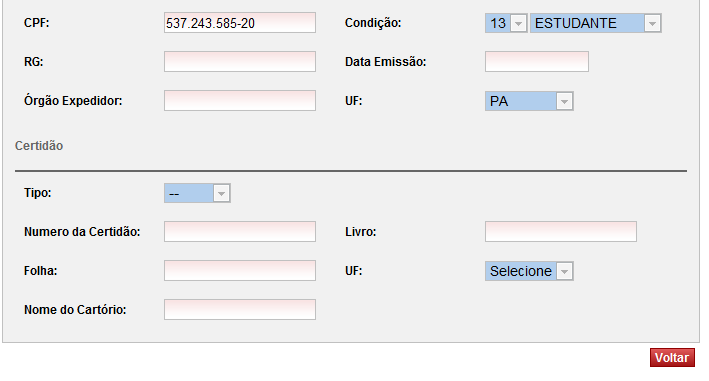 CPF: 537.243.585-20 Condição: 13 ESTUDANTE
RG: Data Emissão:
Órgão Expedidor: UF: PA
Certidão
Tipo: --
Numero da Certidão: Livro:
Folha: UF: Selecione
Nome do Cartório:
Voltar